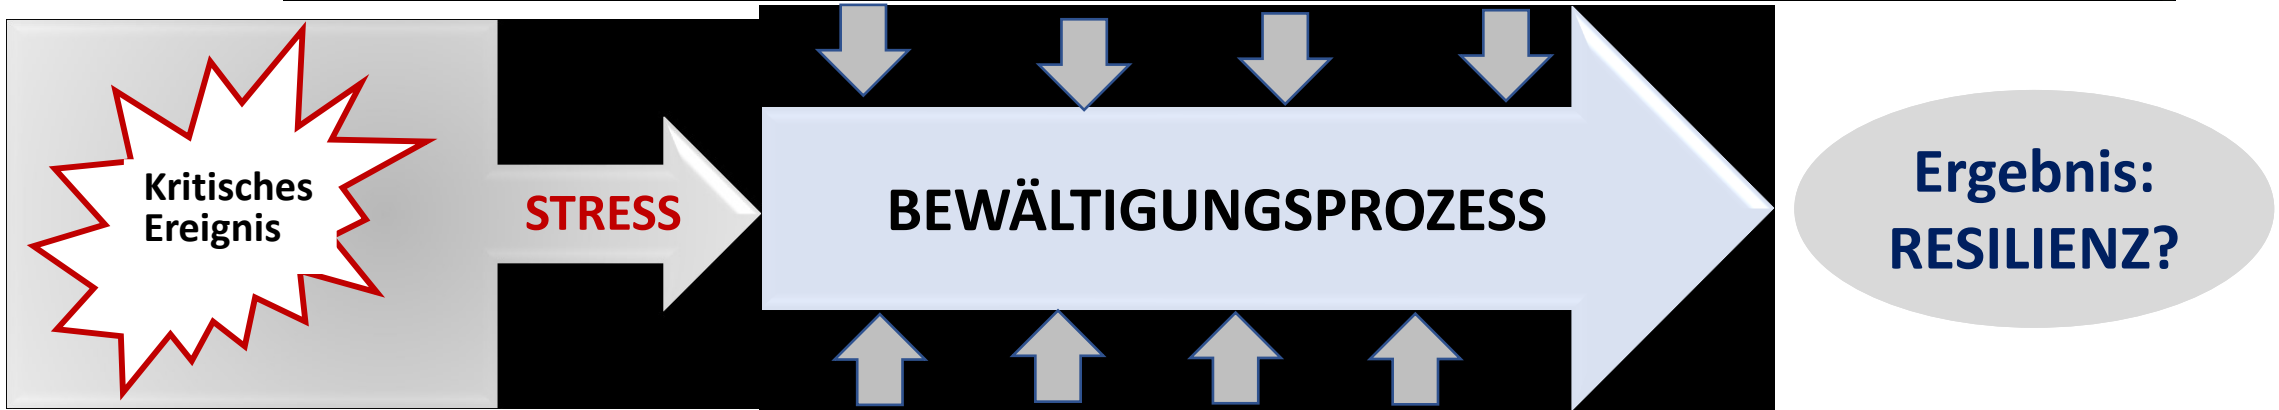 Kritisches
Ereignis
STRESS
BEWÄLTIGUNGSPROZESS
Ergebnis:
RESILIENZ?